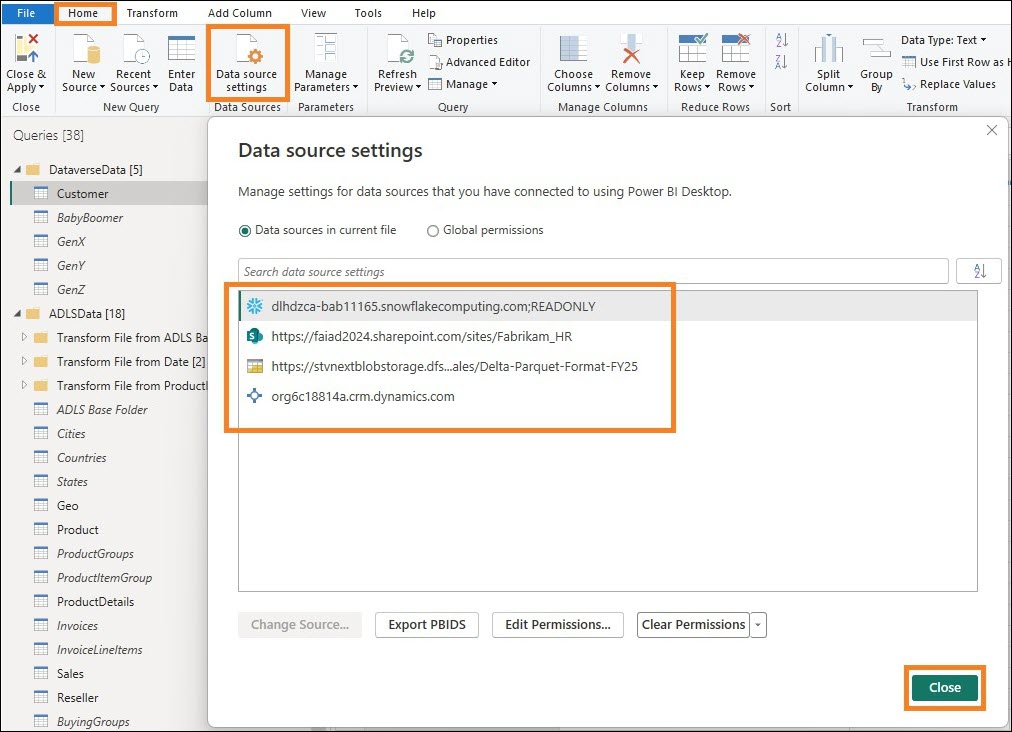 File Home Transform Add Column View Tools Help
Close & Apply
New Source
Recent Sources
Enter Data
Data source settings
Manage Parameters
Refresh Preview
Properties
Advanced Editor
Manage
Choose Columns
Remove Columns
Keep Rows
Remove Rows
A Z
Z A
Split Column
Group By
Data Type: Text
Use First Row as H
Replace Values
Close New Query Data Sources Parameters Query Manage Columns Reduce Rows Sort Transform
Queries [38]
DataverseData [5]
Customer
BabyBoomer
GenX
GenY
GenZ
ADLSData [18]
Transform File from ADLS Ba
Transform File from Date [2]
Transform File from Productl
ADLS Base Folder
Cities
Countries
States
Geo
Product
ProductGroups
ProductItemGroup
ProductDetails
Invoices
InvoiceLineItems
Sales
Reseller
BuyingGroups
Data source settings
Manage settings for data sources that you have connected to using Power BI Desktop.
Data sources in current file Global permissions
Search data source settings
A Z
dlhdzca-bab11165.snowflakecomputing.com;READONLY
https://faiad2024.sharepoint.com/sites/Fabrikam_HR
https://stvnextblobstorage.dfs...ales/Delta-Parquet-Format-FY25
org6c18814a.crm.dynamics.com
Change Source... Export PBIDS Edit Permissions... Clear Permissions
Close